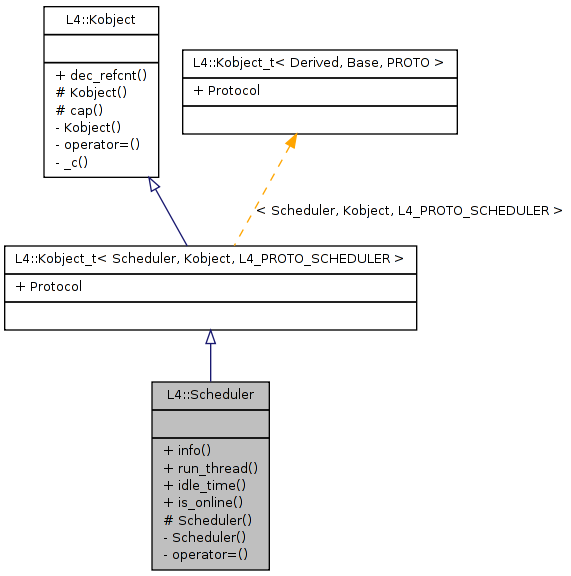 L4::Kobject
+ dec_refcnt()
# Kobject()
# cap()
- Kobject()
- operator=()
- _c()
L4::Kobject_t< Derived, Base, PROTO >
+ Protocol
< Scheduler, Kobject, L4_PROTO_SCHEDULER >
L4::Kobject_t< Scheduler, Kobject, L4_PROTO_SCHEDULER >
+ Protocol
L4::Scheduler
+ info()
+ run_thread()
+ idle_time()
+ is_online()
# Scheduler()
- Scheduler()
- operator=()